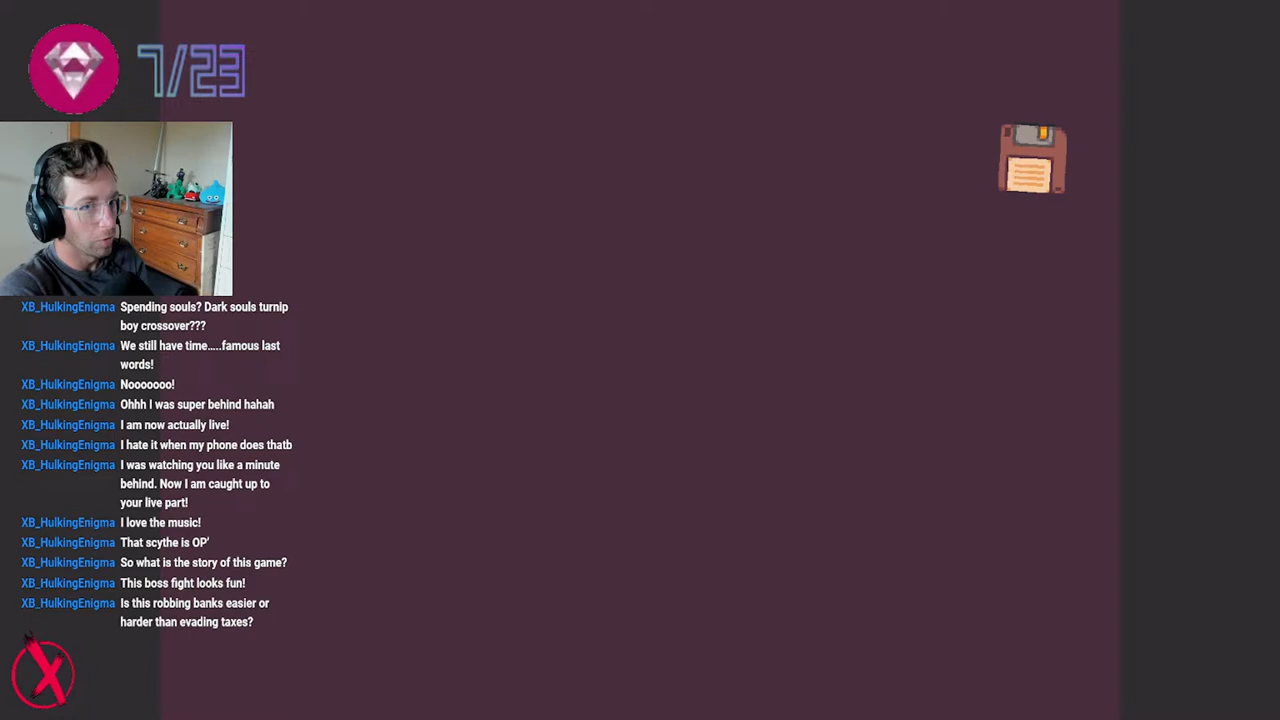 7/23
XB_HulkingEnigma Spending souls? Dark souls turnip
boy crossover???
XB_HulkingEnigma We still have time.....famous last
words!
XB_HulkingEnigma Nooooooo!
XB_HulkingEnigma Ohhh I was super behind hahah
XB_HulkingEnigma I am now actually live!
XB_HulkingEnigma I hate it when my phone does thatb
XB_HulkingEnigma I was watching you like a minute
behind. Now I am caught up to
your live part!
XB_HulkingEnigma I love the music!
XB_HulkingEnigma That scythe is OP'
XB_HulkingEnigma So what is the story of this game?
XB_HulkingEnigma This boss fight looks fun!
XB_HulkingEnigma Is this robbing banks easier or
harder than evading taxes?
X